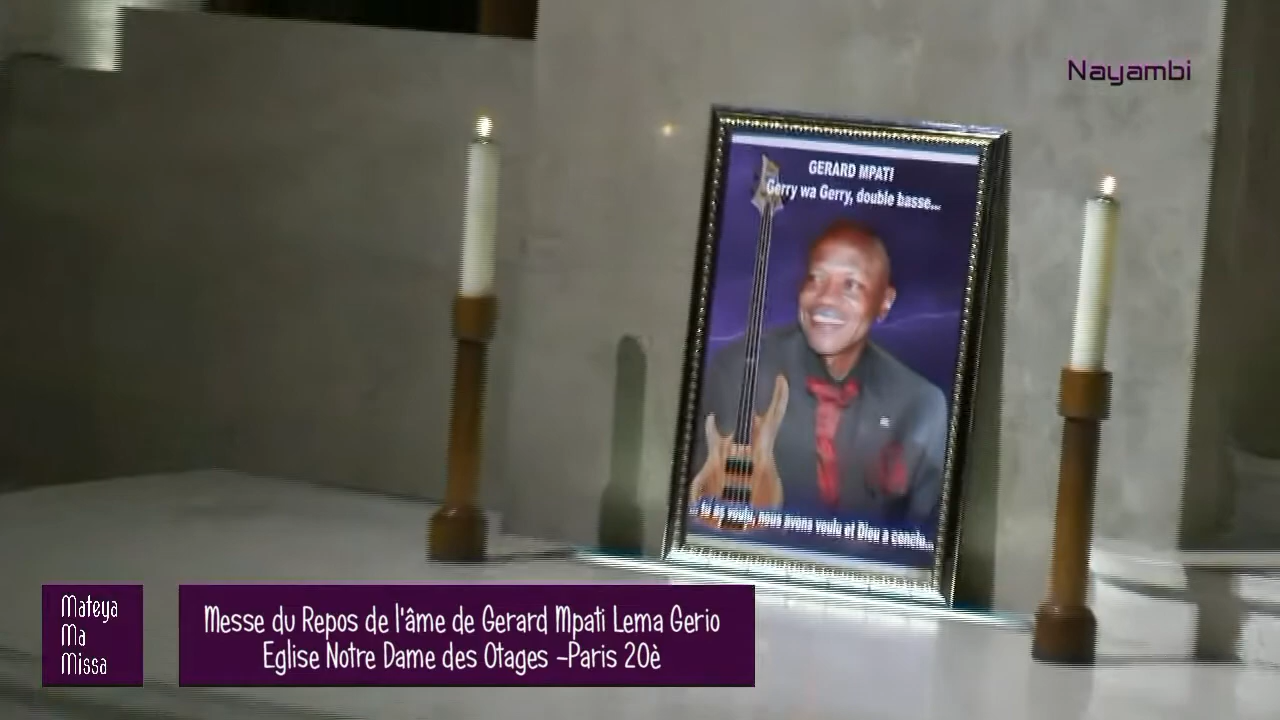 Nayambi
GERARD MPATI
Gerry wa Gerry, double basse...
... tu as voulu, nous avons voulu et Dieu a conclu...
Mateya
Ma
Missa
Messe du Repos de l'âme de Gerard Mpati Lema Gerio
Eglise Notre Dame des Otages -Paris 20è